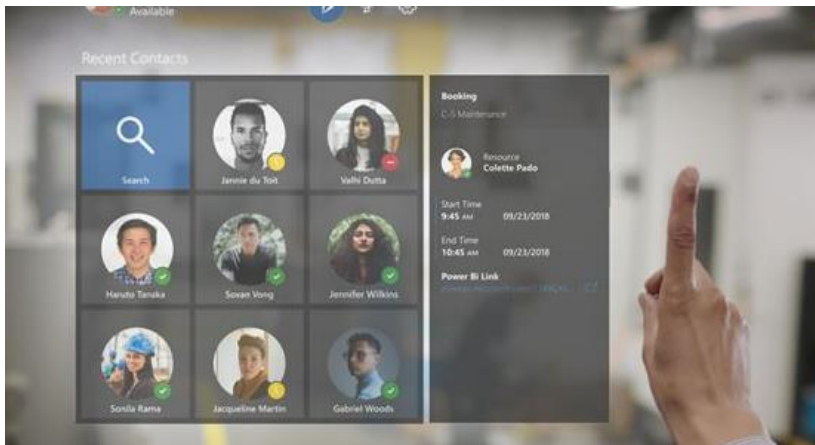 Available
Recent Contacts
Search
Jannie du Toit
Valhi Dutta
Haruto Tanaka
Sovan Vong
Jennifer Wilkins
Sonila Rama
Jacqueline Martin
Gabriel Woods
Booking
C-5 Maintenance
Resource
Colette Pado
Start Time
9:45 AM 09/23/2018
End Time
10:45 AM 09/23/2018
Power Bi Link